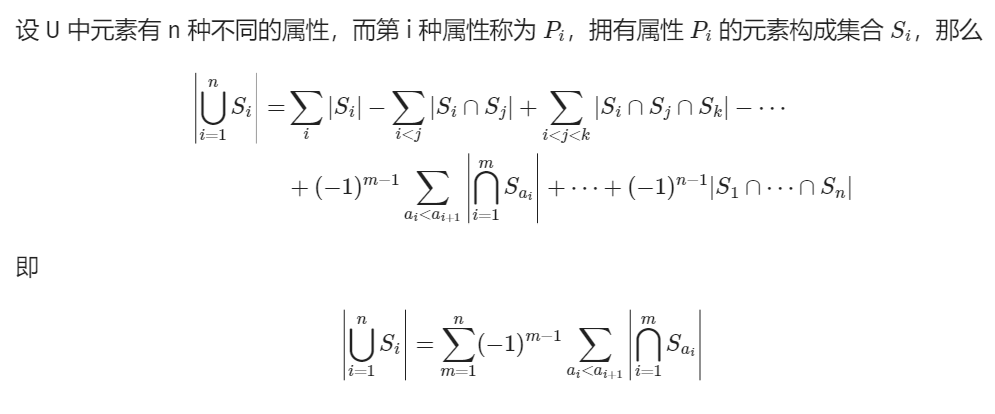 设 U 中元素有 n 种不同的属性，而第 i 种属性称为 $P_i$，拥有属性 $P_i$ 的元素构成集合 $S_i$，那么
$$\left|\bigcup_{i=1}^{n} S_i\right| = \sum_{i} |S_i| - \sum_{i<j} |S_i \cap S_j| + \sum_{i<j<k} |S_i \cap S_j \cap S_k| - \cdots$$
$$+ (-1)^{m-1} \sum_{a_i<a_{i+1}} \left|\bigcap_{i=1}^{m} S_{a_i}\right| + \cdots + (-1)^{n-1} |S_1 \cap \cdots \cap S_n|$$
即
$$\left|\bigcup_{i=1}^{n} S_i\right| = \sum_{m=1}^{n} (-1)^{m-1} \sum_{a_i<a_{i+1}} \left|\bigcap_{i=1}^{m} S_{a_i}\right|$$